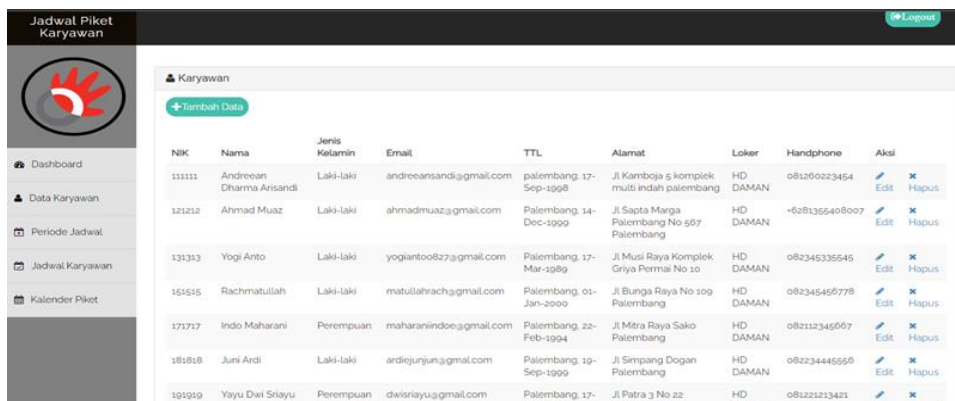 Jadwal Piket
Karyawan
Logout
Karyawan
+Tambah Data
NIK Nama Jenis Kelamin Email TTL Alamat Loker Handphone Aksi
Dashboard
Data Karyawan
Periode Jadwal
Jadwal Karyawan
Kalender Piket
111111 Andreean Laki-laki andreeansandi@gmail.com palembang, 17- Jl Kamboja 5 komplek HD 081260223454
Dharma Arisandi Sep-1998 multi indah palembang DAMAN Edit Hapus
121212 Ahmad Muaz Laki-laki ahmadmuaz@gmail.com Palembang, 14- Jl Sapta Marga HD +6281355408007
Dec-1999 Palembang No 567 DAMAN Edit Hapus
Palembang
131313 Yogi Anto Laki-laki yogiantoo827@gmail.com Palembang, 17- Jl Musi Raya Komplek HD 082345335545
Mar-1989 Griya Permai No 10 DAMAN Edit Hapus
151515 Rachmatullah Laki-laki matullahrach@gmail.com Palembang, 01- Jl Bunga Raya No 109 HD 082345456778
Jan-2000 Palembang DAMAN Edit Hapus
171717 Indo Maharani Perempuan maharaniindoe@gmail.com Palembang, 22- Jl Mitra Raya Sako HD 082112345667
Feb-1994 Palembang DAMAN Edit Hapus
181818 Juni Ardi Laki-laki ardiejunjun@gmal.com Palembang, 19- Jl Simpang Dogan HD 082234445556
Sep-1999 Palembang DAMAN Edit Hapus
191919 Yayu Dwi Sriayu Perempuan dwisriayu@gmail.com Palembang, 17- Jl Patra 3 No 22 HD 081221213421